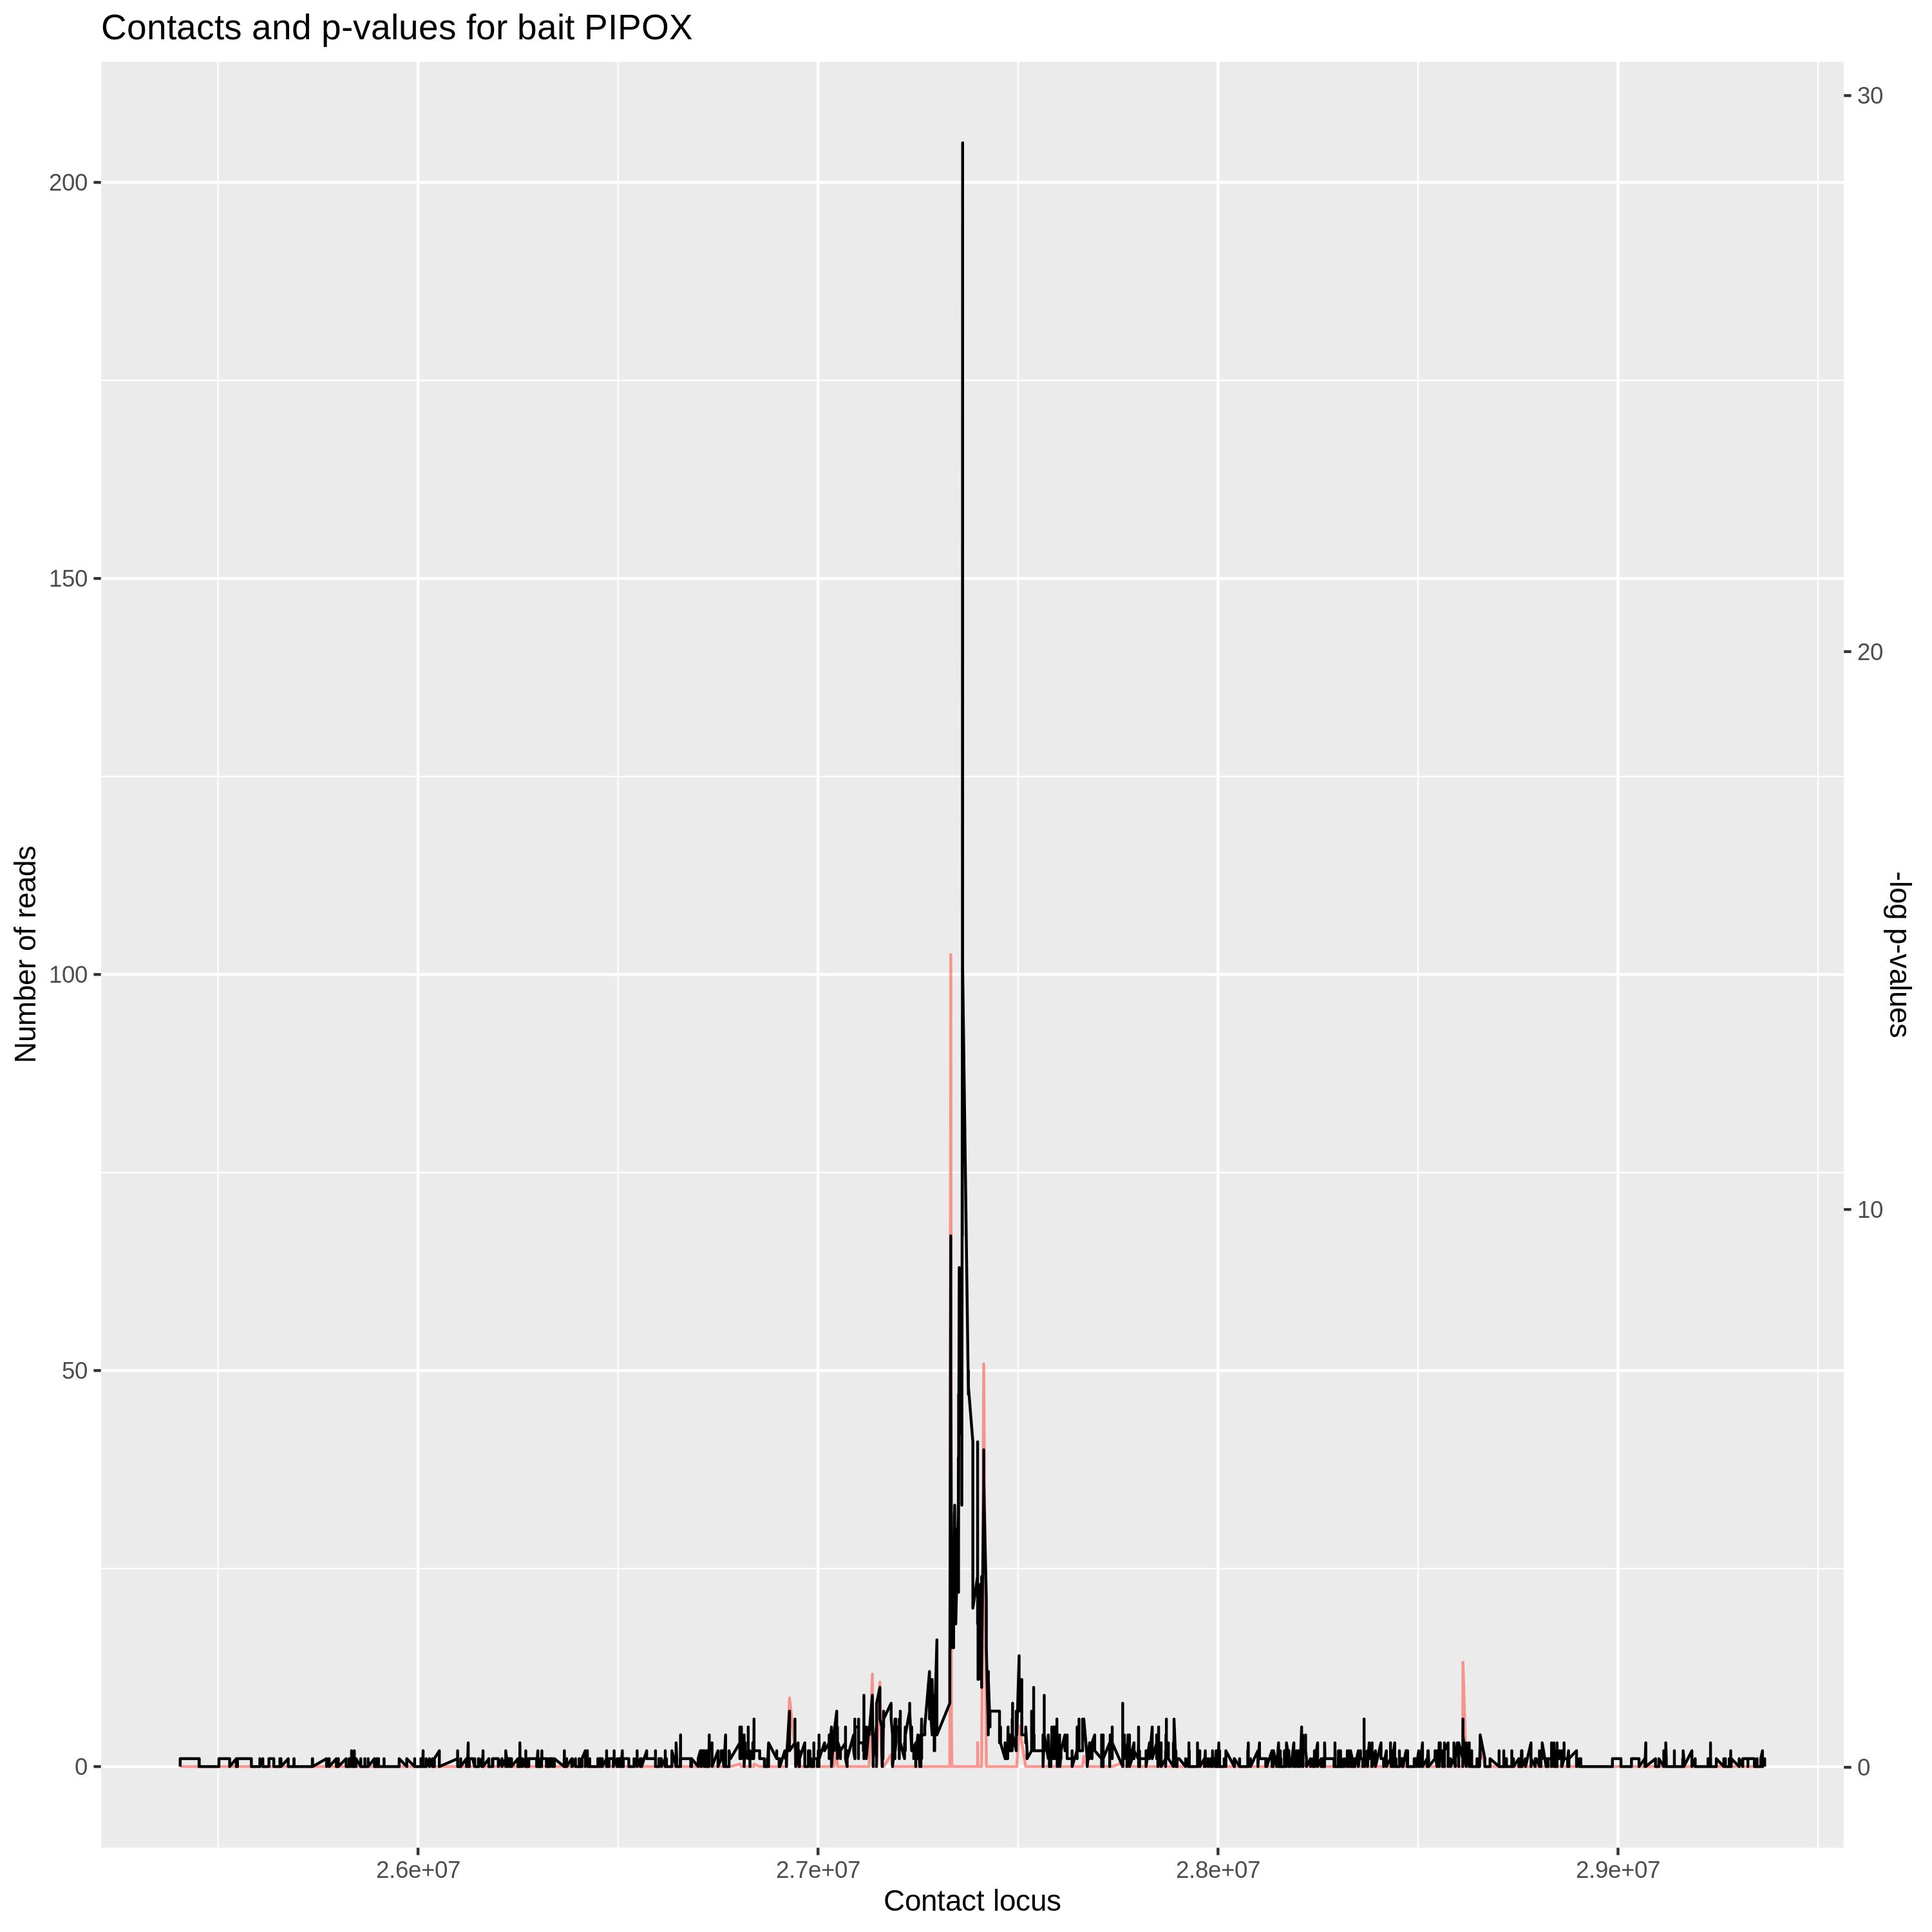 Contacts and p-values for bait PIPOX
Number of reads
200
150
100
50
0
30
20
10
0
-log p-values
2.6e+07
2.7e+07
2.8e+07
2.9e+07
Contact locus